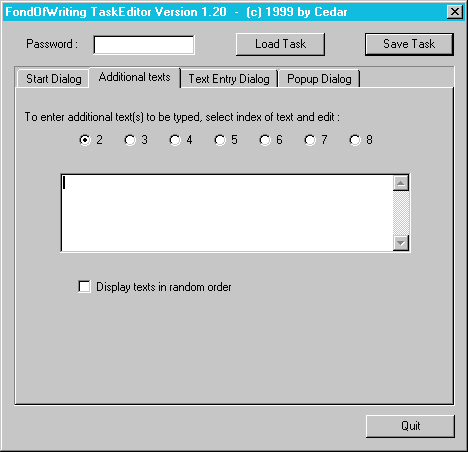 FondOfWriting TaskEditor Version 1.20 - (c) 1999 by Cedar
Password : Load Task Save Task
Start Dialog Additional texts Text Entry Dialog Popup Dialog
To enter additional text(s) to be typed, select index of text and edit :
2 3 4 5 6 7 8
Display texts in random order
Quit